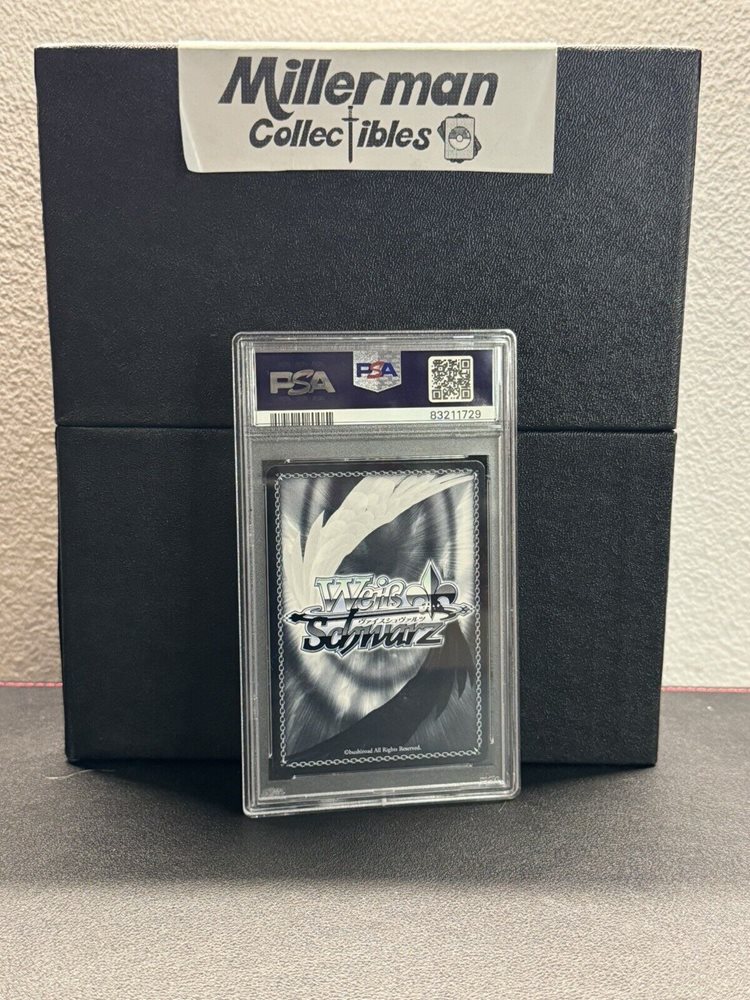 Millerman
Collectibles
PSA
PSA
83211729
Weiß
ヴァイスシュヴァルツ
Schwarz
©bushiroad All Rights Reserved.